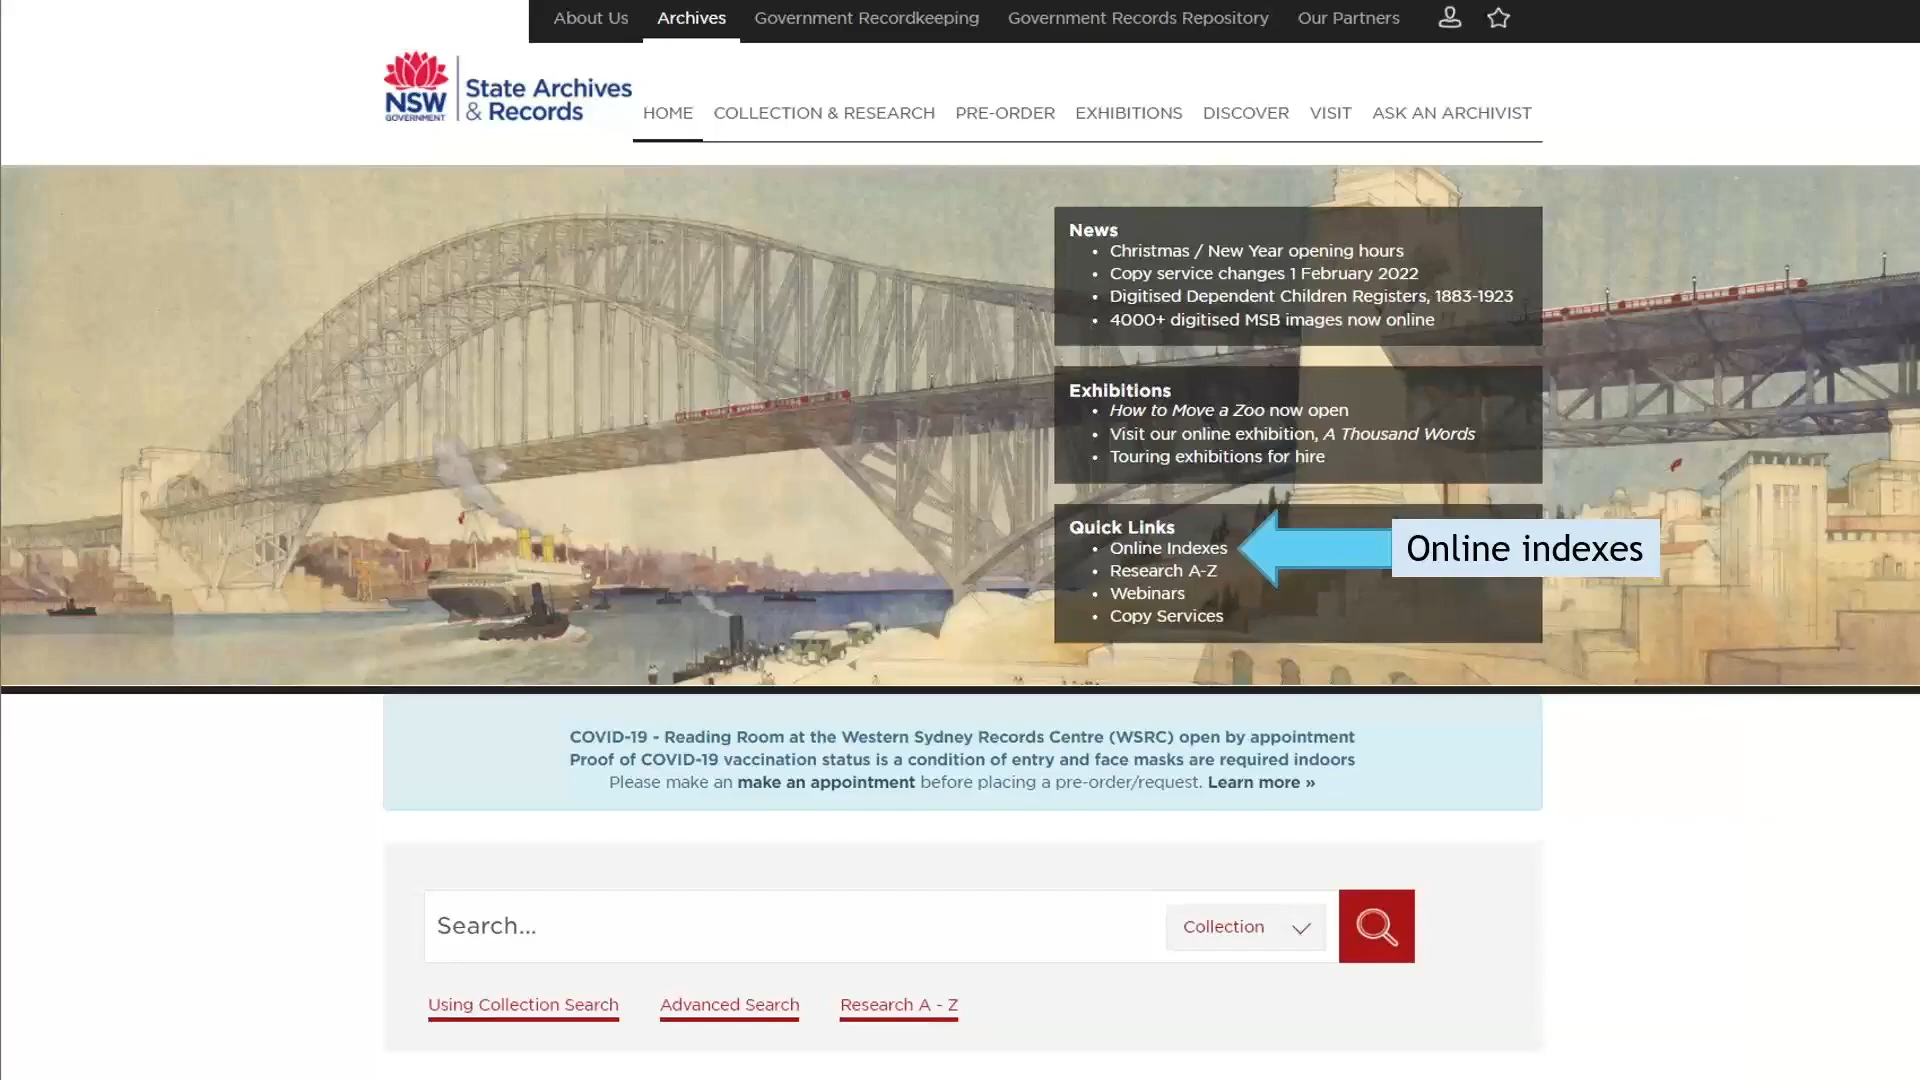 About Us Archives Government Recordkeeping Government Records Repository Our Partners
NSW
GOVERNMENT
State Archives
& Records
HOME COLLECTION & RESEARCH PRE-ORDER EXHIBITIONS DISCOVER VISIT ASK AN ARCHIVIST
News
• Christmas / New Year opening hours
• Copy service changes 1 February 2022
• Digitised Dependent Children Registers, 1883-1923
• 4000+ digitised MSB images now online
Exhibitions
• How to Move a Zoo now open
• Visit our online exhibition, A Thousand Words
• Touring exhibitions for hire
Quick Links
• Online Indexes
• Research A-Z
• Webinars
• Copy Services
Online indexes
COVID-19 - Reading Room at the Western Sydney Records Centre (WSRC) open by appointment
Proof of COVID-19 vaccination status is a condition of entry and face masks are required indoors
Please make an make an appointment before placing a pre-order/request. Learn more »
Search...
Collection
Using Collection Search Advanced Search Research A - Z